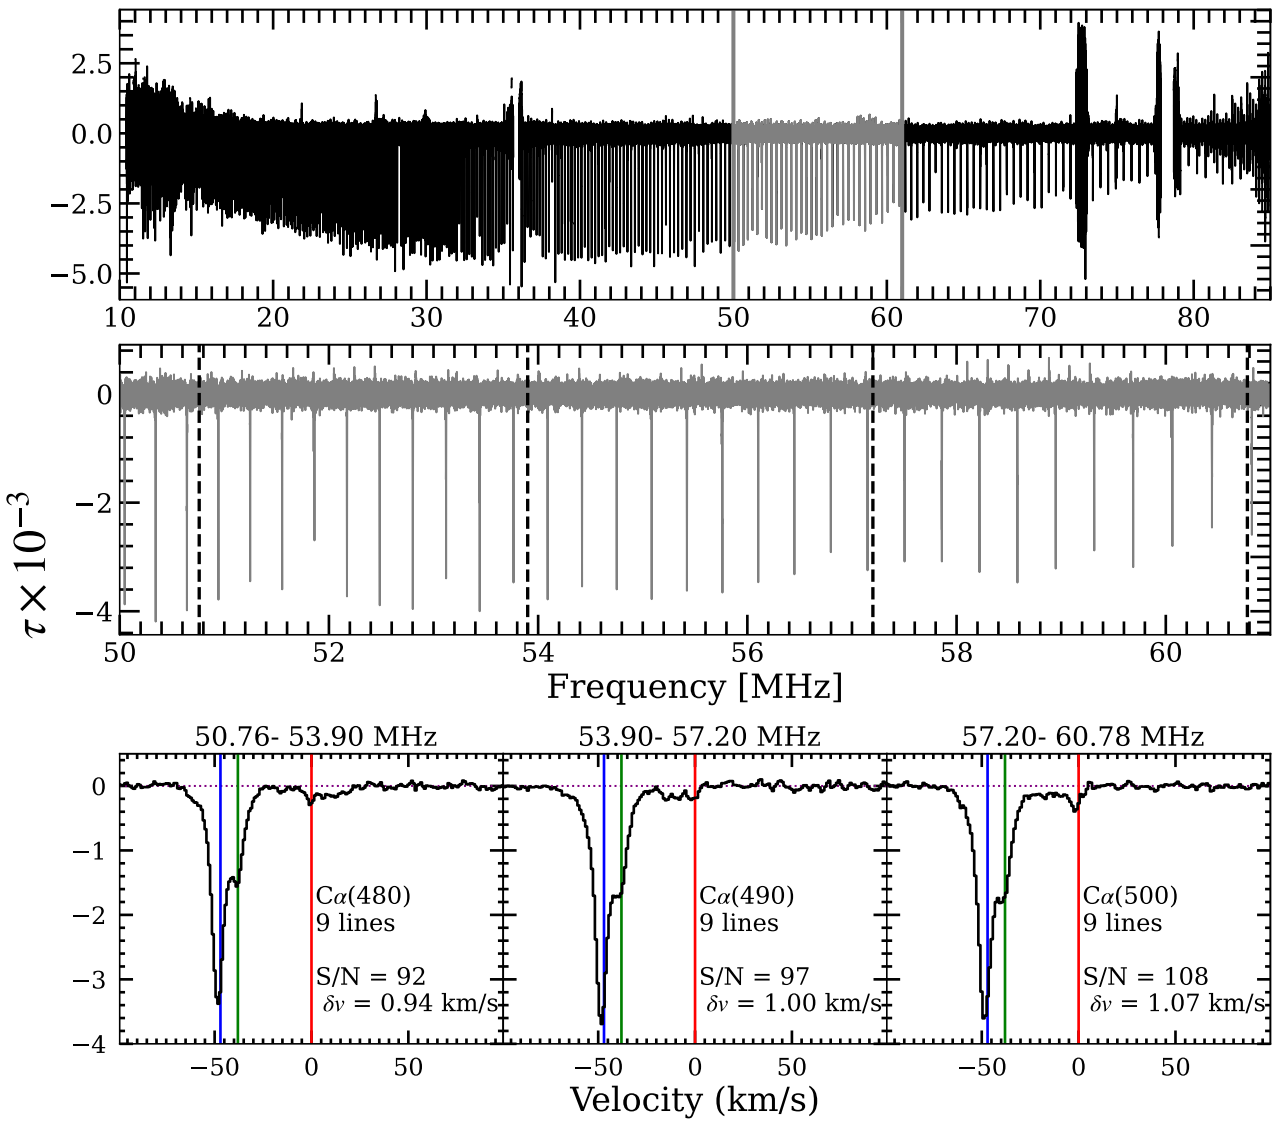 2.5
0.0
−2.5
−5.0
10 20 30 40 50 60 70 80
0
−2
−4
τ × 10⁻³
50 52 54 56 58 60
Frequency [MHz]
50.76- 53.90 MHz
53.90- 57.20 MHz
57.20- 60.78 MHz
0
−1
−2
−3
−4
Cα(480)
9 lines
S/N = 92
δν = 0.94 km/s
Cα(490)
9 lines
S/N = 97
δν = 1.00 km/s
Cα(500)
9 lines
S/N = 108
δν = 1.07 km/s
−50 0 50
−50 0 50
−50 0 50
Velocity (km/s)